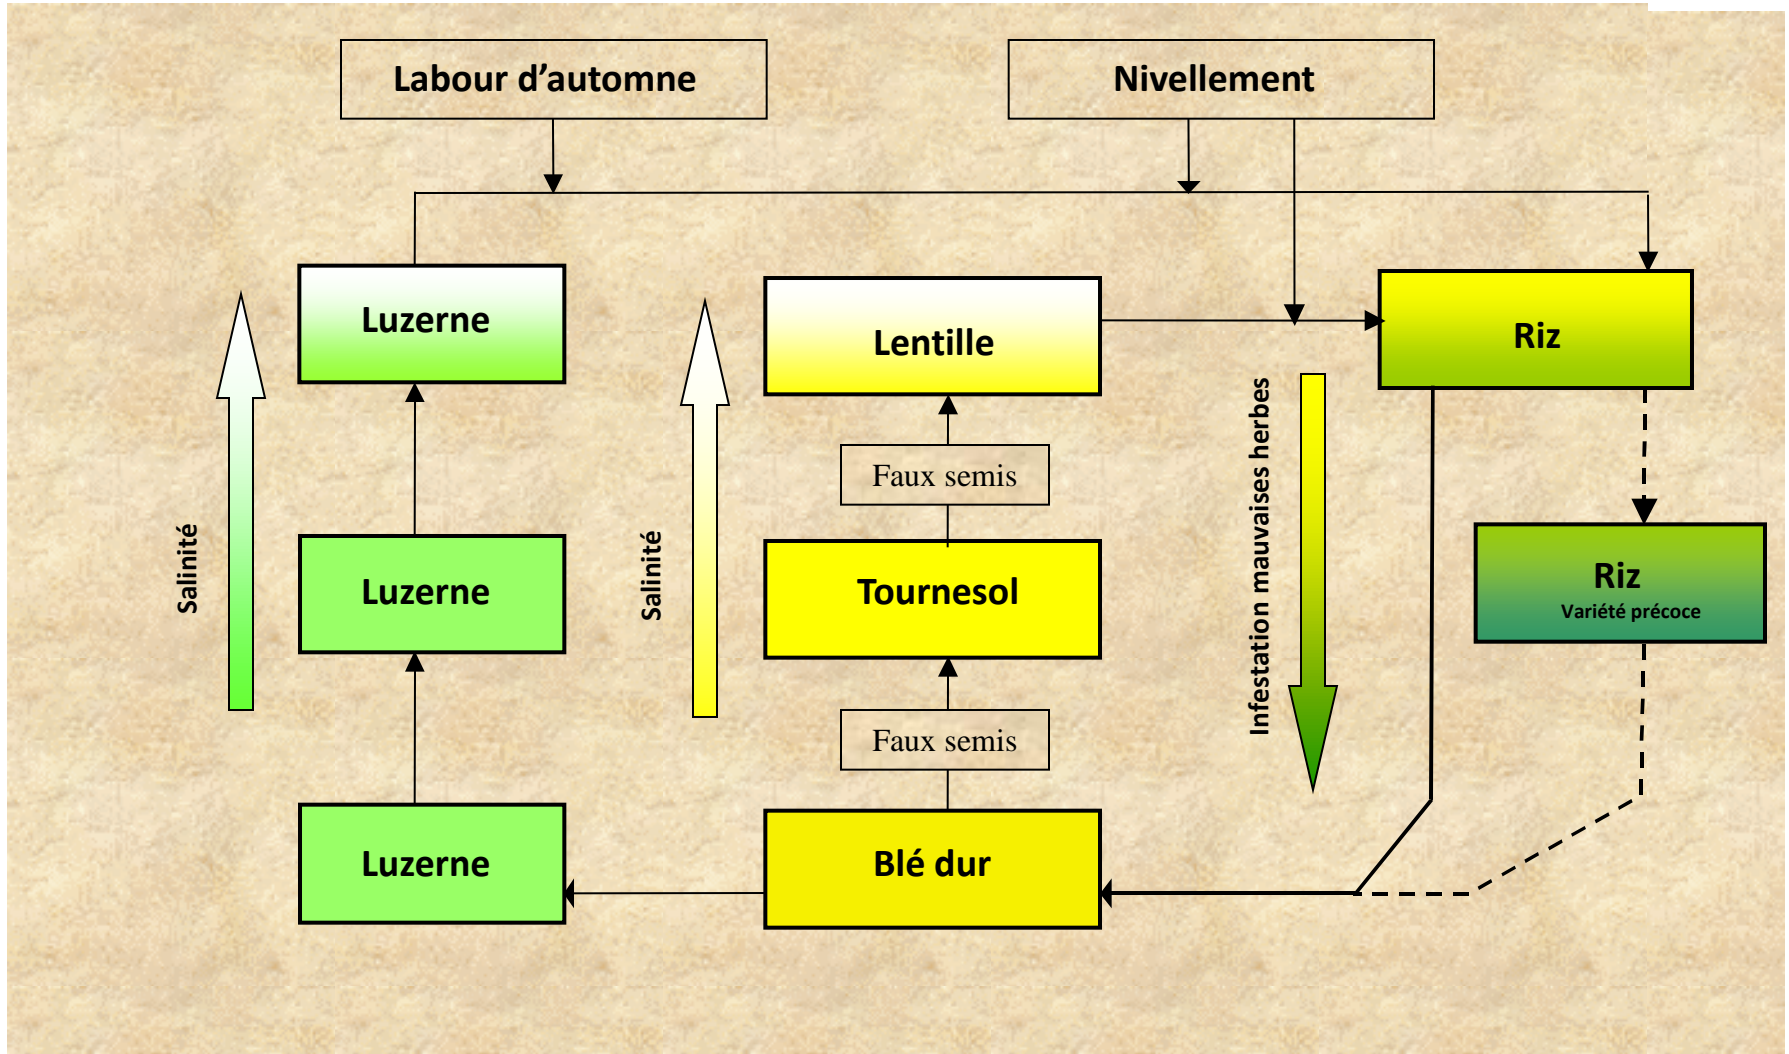 Labour d’automne
Nivellement
Luzerne
Lentille
Riz
Faux semis
Infestation mauvaises herbes
Salinité
Salinité
Luzerne
Tournesol
Riz
Variété précoce
Faux semis
Luzerne
Blé dur